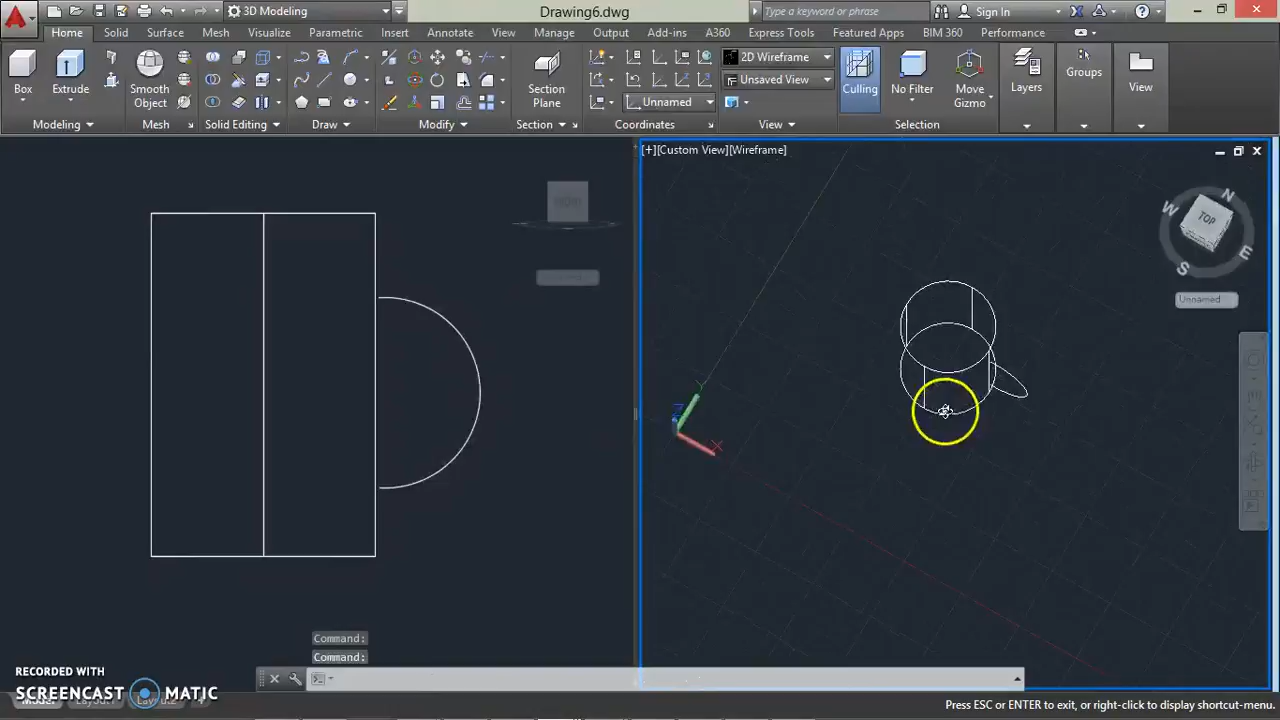 3D Modeling
Drawing6.dwg
Type a keyword or phrase
Sign In
Home Solid Surface Mesh Visualize Parametric Insert Annotate View Manage Output Add-ins A360 Express Tools Featured Apps BIM 360 Performance
2D Wireframe
Unsaved View
Unnamed
Box
Extrude
Smooth
Object
Section
Plane
Culling
No Filter
Move
Gizmo
Layers
Groups
View
Modeling
Mesh
Solid Editing
Draw
Modify
Section
Coordinates
View
Selection
[+][Custom View][Wireframe]
N
W
TOP
E
S
Unnamed
Y
Z
X
Command:
Command:
RECORDED WITH
SCREENCAST MATIC
Model
Press ESC or ENTER to exit, or right-click to display shortcut-menu.